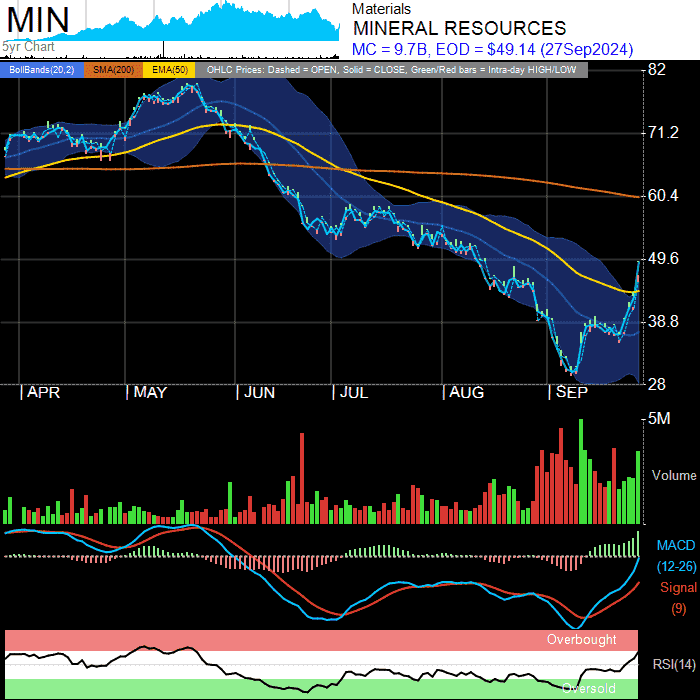 MIN
5yr Chart
Materials
MINERAL RESOURCES
MC = 9.7B, EOD = $49.14 (27Sep2024)
BollBands(20,2) SMA(200) EMA(50) OHLC Prices: Dashed = OPEN, Solid = CLOSE, Green/Red bars = Intra-day HIGH/LOW
82
71.2
60.4
49.6
38.8
28
APR MAY JUN JUL AUG SEP
5M
Volume
MACD
(12-26)
Signal
(9)
Overbought
RSI(14)
Oversold